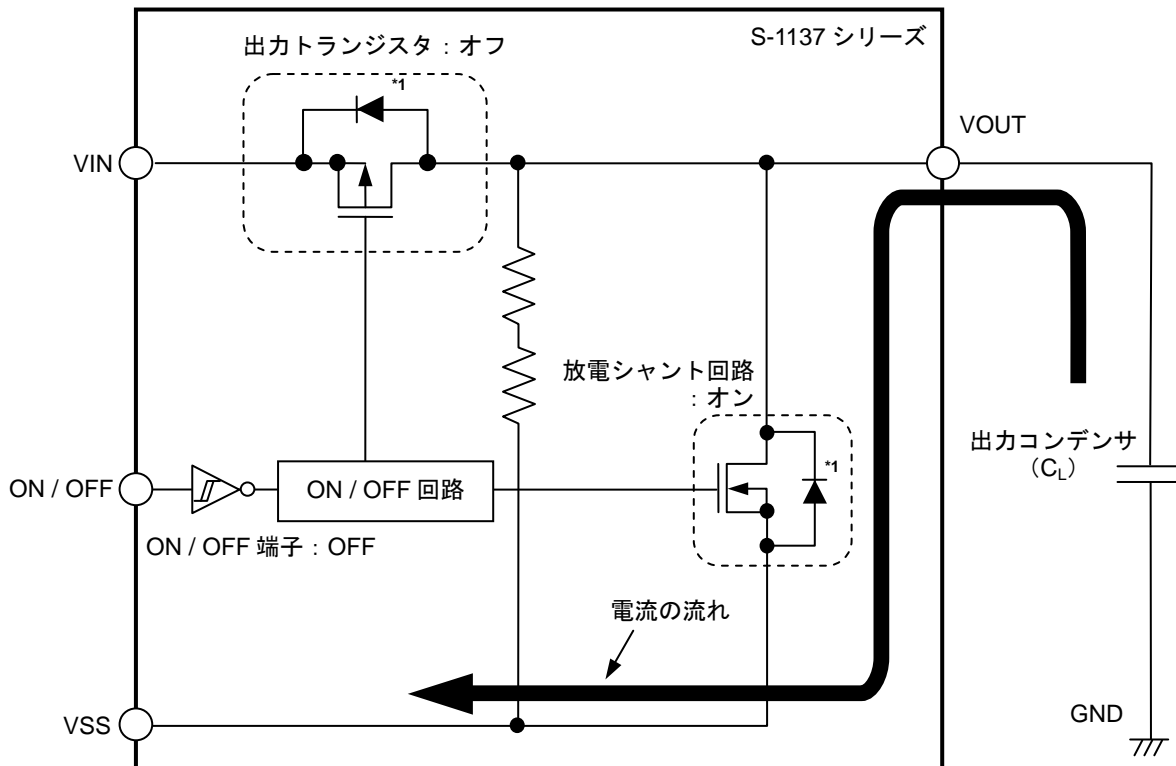 S-1137 シリーズ
出力トランジスタ：オフ
*1
VOUT
VIN
放電シャント回路
：オン
*1
出力コンデンサ
（CL）
ON / OFF
ON / OFF 回路
ON / OFF 端子：OFF
電流の流れ
VSS
GND